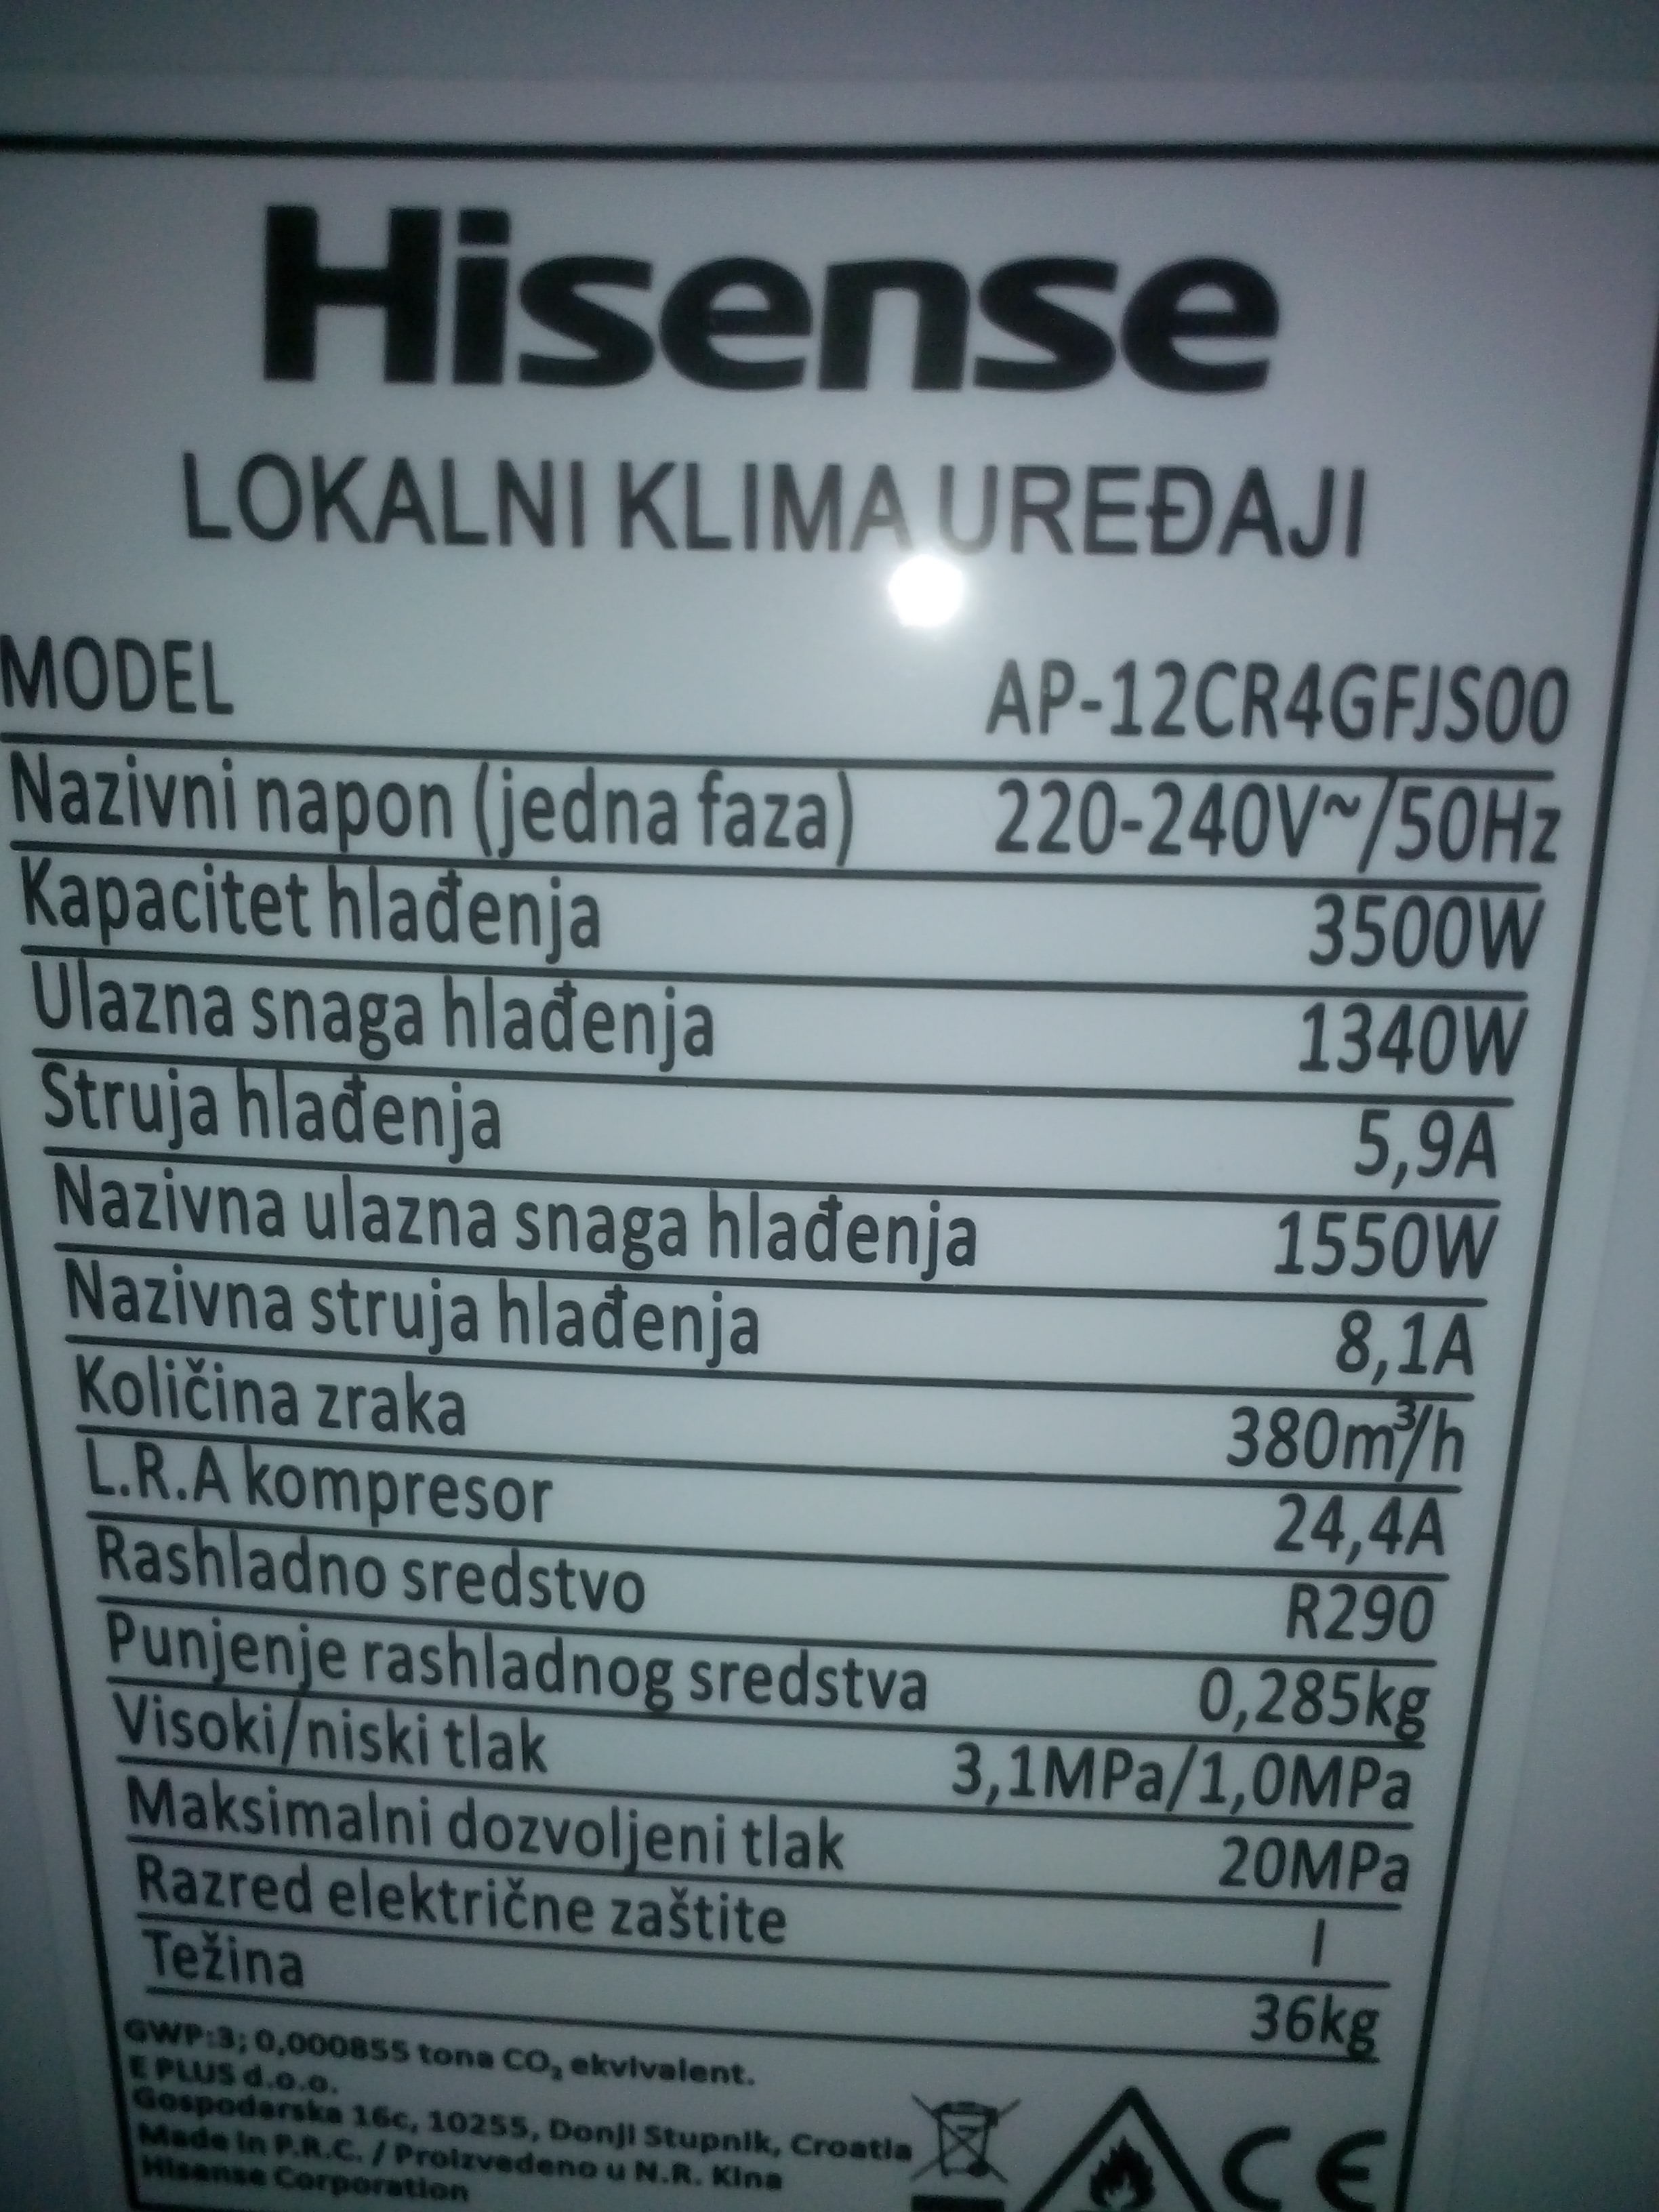 Hisense
LOKALNI KLIMA UREĐAJI
MODEL AP-12CR4GFJS00
Nazivni napon (jedna faza) 220-240V~/50Hz
Kapacitet hlađenja 3500W
Ulazna snaga hlađenja 1340W
Struja hlađenja 5,9A
Nazivna ulazna snaga hlađenja 1550W
Nazivna struja hlađenja 8,1A
Količina zraka 380m³/h
L.R.A kompresor 24,4A
Rashladno sredstvo R290
Punjenje rashladnog sredstva 0,285kg
Visoki/niski tlak 3,1MPa/1,0MPa
Maksimalni dozvoljeni tlak 20MPa
Razred električne zaštite I
Težina 36kg
GWP:3; 0,000855 tona CO₂ ekvivalent.
E PLUS d.o.o.
Gospodarska 16c, 10255, Donji Stupnik, Croatia
Made in P.R.C. / Proizvedeno u N.R. Kina
Hisense Corporation
CE